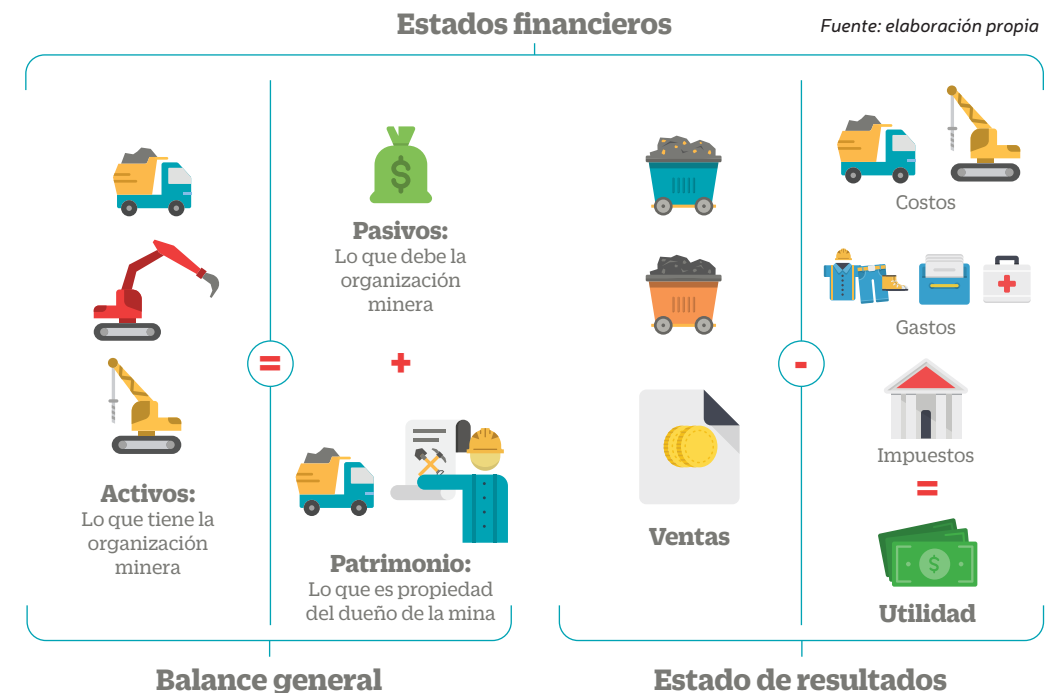 Estados financieros
Fuente: elaboración propia
Activos:
Lo que tiene la
organización
minera
=
$
Pasivos:
Lo que debe la
organización
minera
+
Patrimonio:
Lo que es propiedad
del dueño de la mina
Balance general
Ventas
-
Costos
Gastos
Impuestos
=
$
Utilidad
Estado de resultados